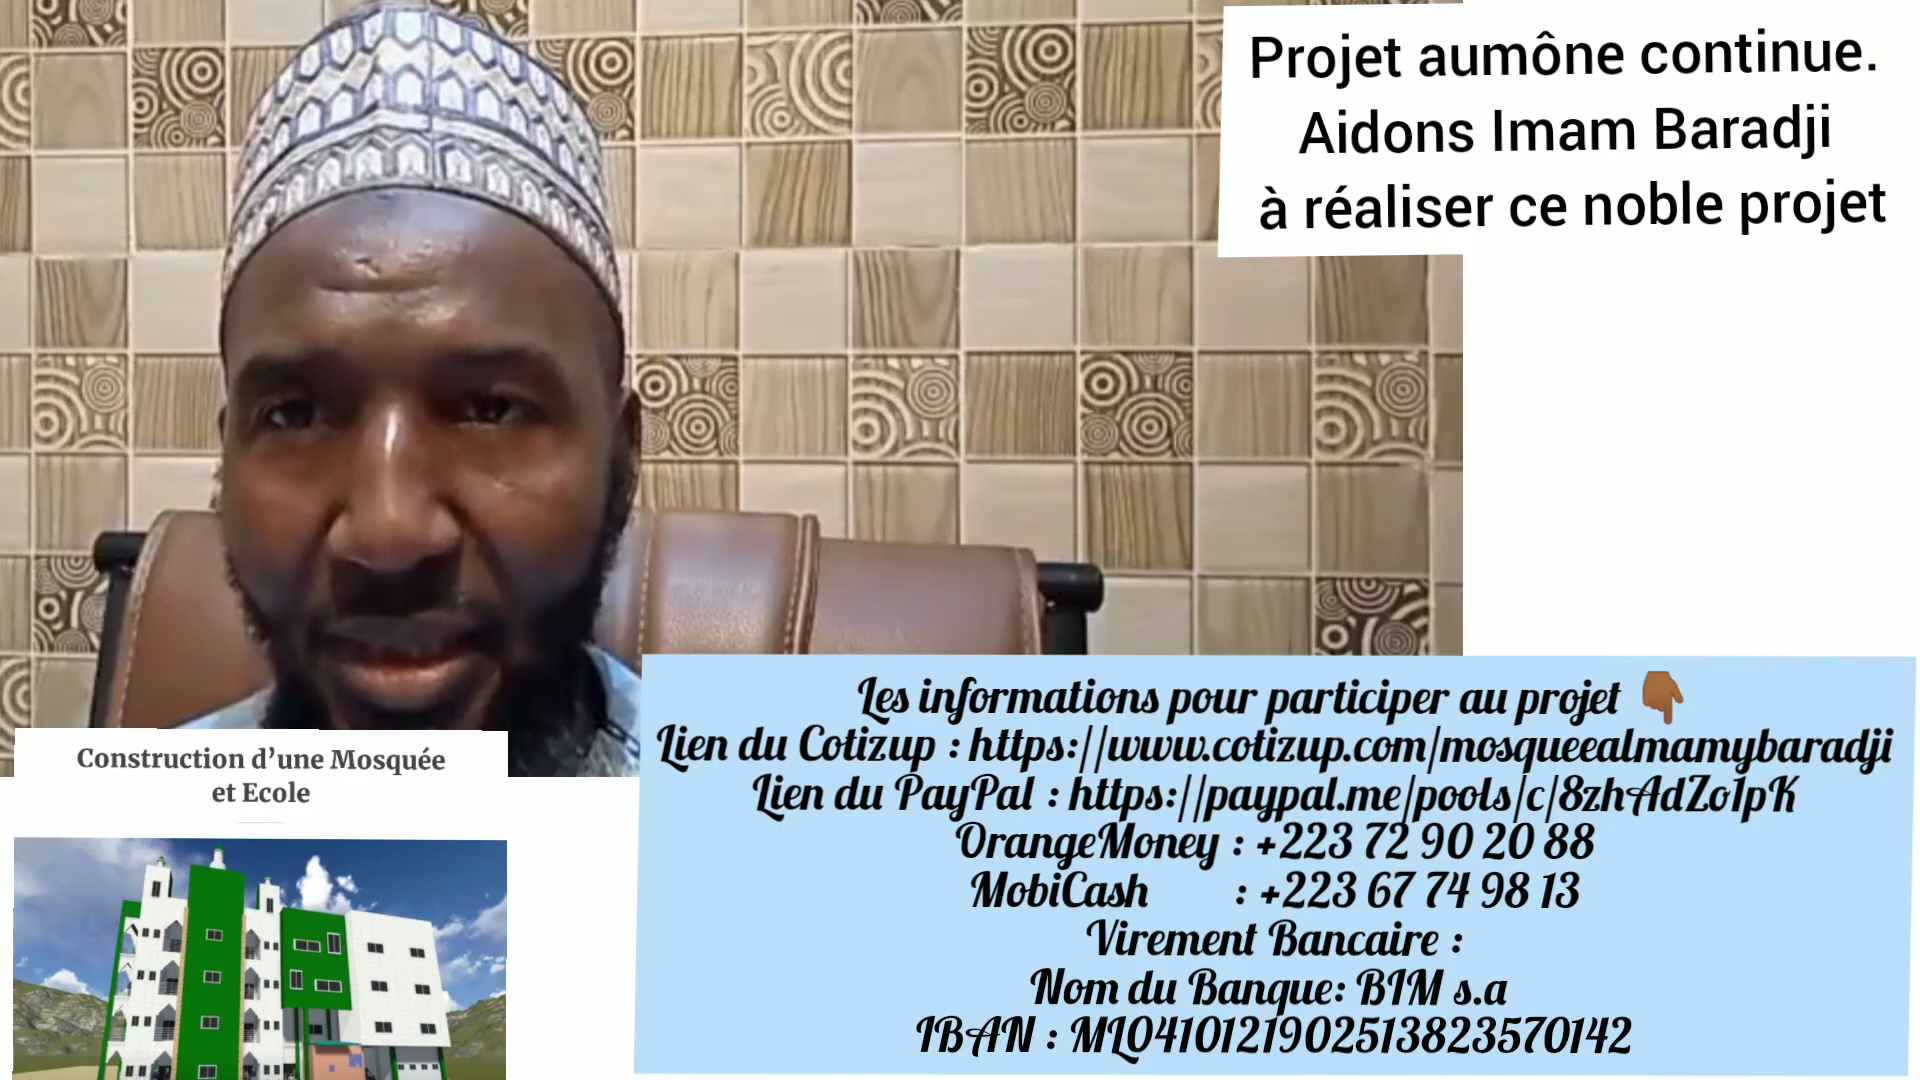 Projet aumône continue.
Aidons Imam Baradji
à réaliser ce noble projet
Construction d’une Mosquée
et Ecole
Les informations pour participer au projet 👇🏾
Lien du Cotizup : https://www.cotizup.com/mosqueealmamybaradji
Lien du PayPal : https://paypal.me/pools/c/8zhAdZo1pK
OrangeMoney : +223 72 90 20 88
MobiCash : +223 67 74 98 13
Virement Bancaire :
Nom du Banque: BIM s.a
IBAN : ML0410121902513823570142